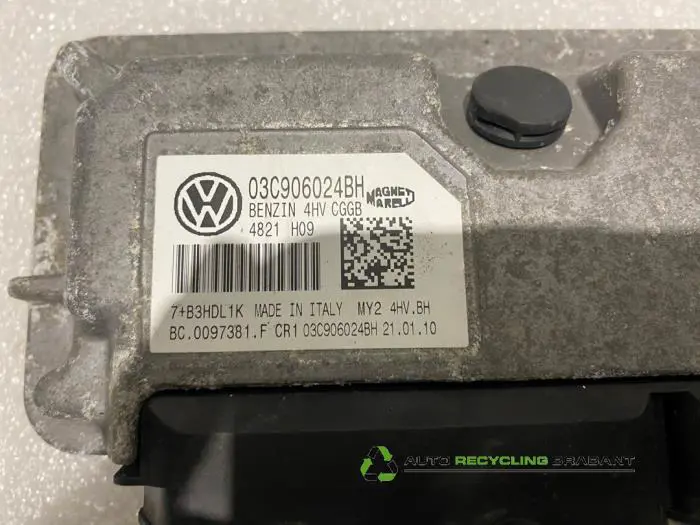 03C906024BH
MAGNETI
MARELLI
BENZIN 4HV CGGB
4821 H09
7+B3HDL1K MADE IN ITALY MY2 4HV.BH
BC.0097381.F CR1 03C906024BH 21.01.10
AUTO RECYCLING BRABANT